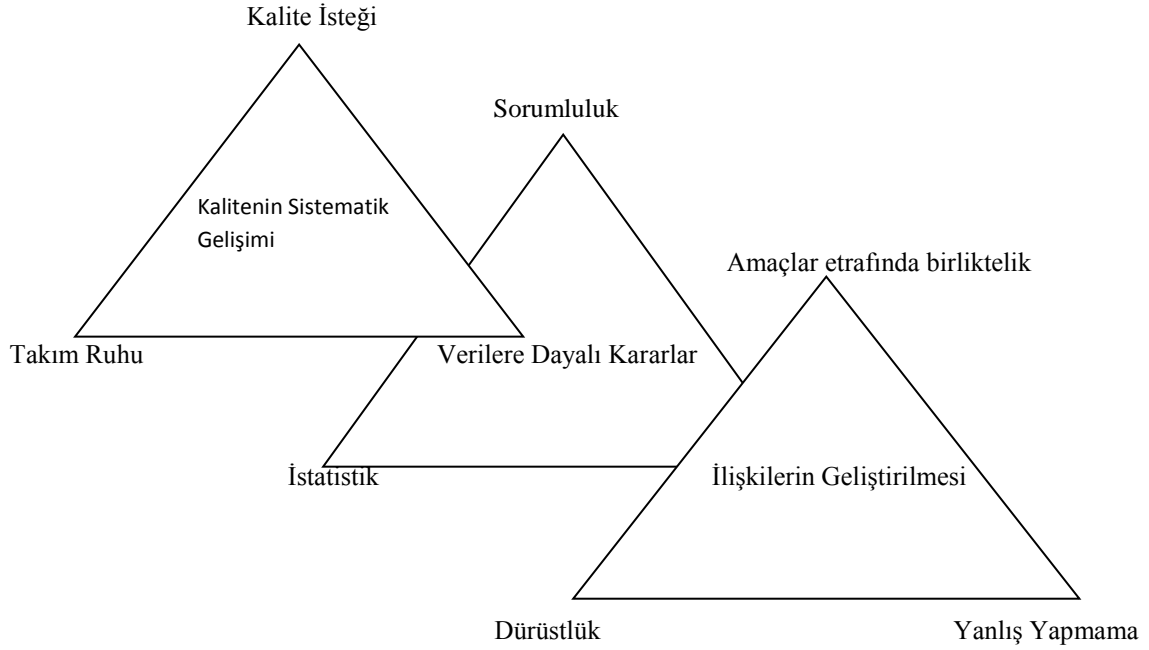 Kalite İsteği
Sorumluluk
Kalitenin Sistematik
Gelişimi
Amaçlar etrafında birliktelik
Takım Ruhu
Verilere Dayalı Kararlar
İstatistik
İlişkilerin Geliştirilmesi
Dürüstlük
Yanlış Yapmama